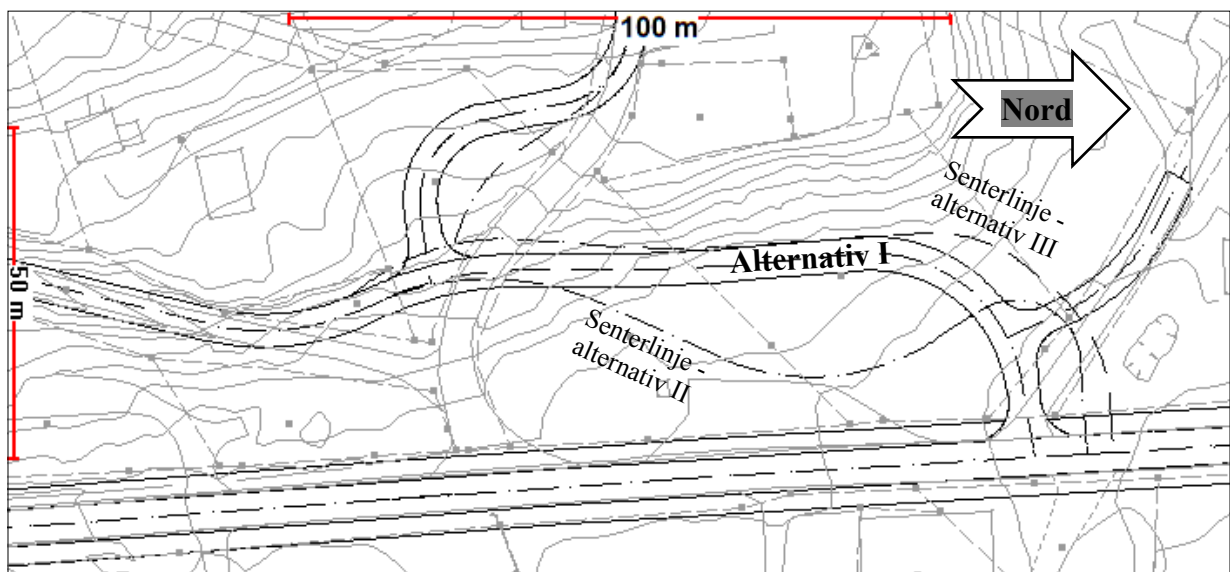 100 m
Nord
Senterlinje -
alternativ III
Alternativ I
50 m
Senterlinje -
alternativ II